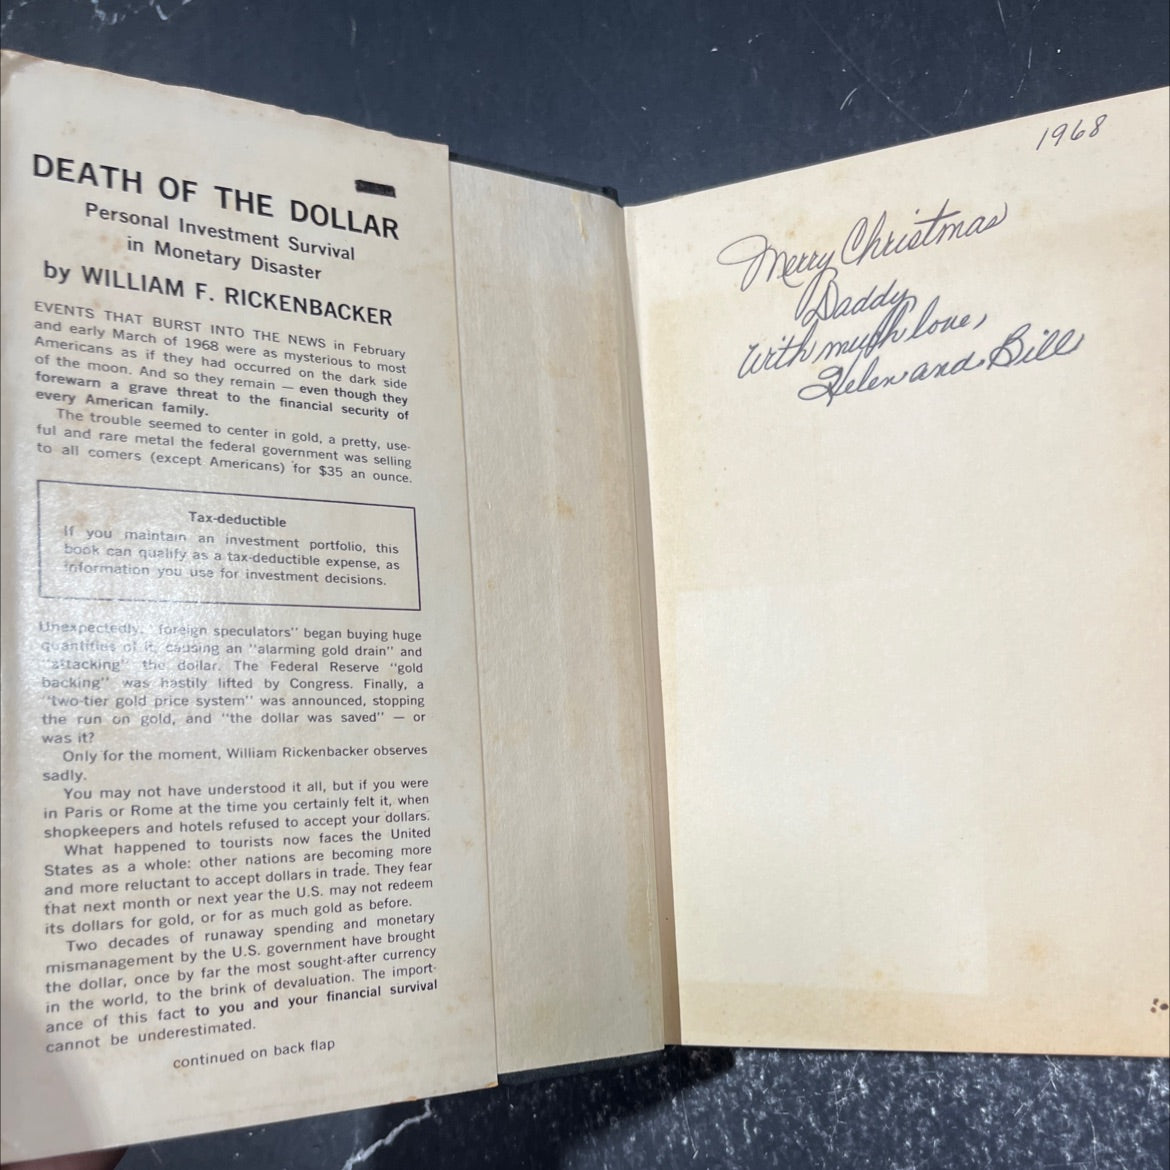 DEATH OF THE DOLLAR
Personal Investment Survival
in Monetary Disaster
by WILLIAM F. RICKENBACKER
EVENTS THAT BURST INTO THE NEWS in February
and early March of 1968 were as mysterious to most
Americans as if they had occurred on the dark side
of the moon. And so they remain — even though they
forewarn a grave threat to the financial security of
every American family.
The trouble seemed to center in gold, a pretty, use-
ful and rare metal the federal government was selling
to all comers (except Americans) for $35 an ounce.
Tax-deductible
If you maintain an investment portfolio, this
book can qualify as a tax-deductible expense, as
information you use for investment decisions.
Unexpectedly, "foreign speculators" began buying huge
quantities of it, causing an "alarming gold drain" and
"attacking" the dollar. The Federal Reserve "gold
backing" was hastily lifted by Congress. Finally, a
"two-tier gold price system" was announced, stopping
the run on gold, and "the dollar was saved" — or
was it?
Only for the moment, William Rickenbacker observes
sadly.
You may not have understood it all, but if you were
in Paris or Rome at the time you certainly felt it, when
shopkeepers and hotels refused to accept your dollars.
What happened to tourists now faces the United
States as a whole: other nations are becoming more
and more reluctant to accept dollars in trade. They fear
that next month or next year the U.S. may not redeem
its dollars for gold, or for as much gold as before.
Two decades of runaway spending and monetary
mismanagement by the U.S. government have brought
the dollar, once by far the most sought-after currency
in the world, to the brink of devaluation. The import-
ance of this fact to you and your financial survival
cannot be underestimated.
continued on back flap
1968
Merry Christmas
Daddy,
With much love,
Helen and Bill